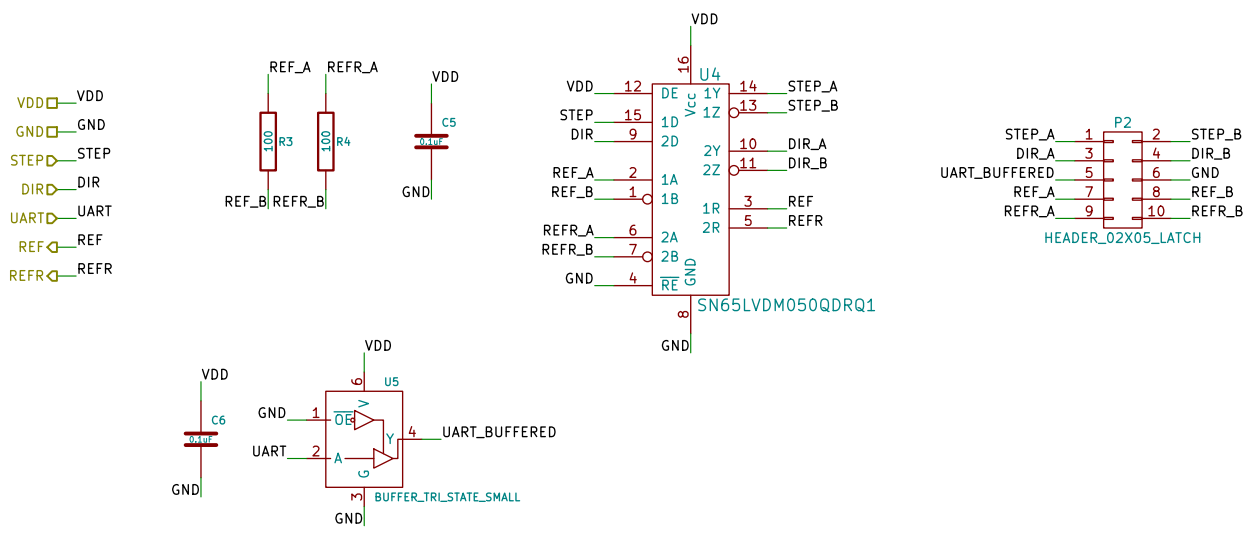 VDD VDD
GND GND
STEP STEP
DIR DIR
UART UART
REF REF
REFR REFR
REF_A
100
R3
REF_B
REFR_A
100
R4
REFR_B
VDD
C5
0.1uF
GND
VDD
16
U4
Vcc
VDD 12 DE
STEP 15 1D
DIR 9 2D
REF_A 2 1A
REF_B 1 1B
REFR_A 6 2A
REFR_B 7 2B
GND 4 RE
1Y 14 STEP_A
1Z 13 STEP_B
2Y 10 DIR_A
2Z 11 DIR_B
1R 3 REF
2R 5 REFR
GND
8
GND
SN65LVDM050QDRQ1
P2
STEP_A 1 2 STEP_B
DIR_A 3 4 DIR_B
UART_BUFFERED 5 6 GND
REF_A 7 8 REF_B
REFR_A 9 10 REFR_B
HEADER_02X05_LATCH
VDD
C6
0.1uF
GND
VDD
6
U5
V
GND 1 OE
UART 2 A
Y 4 UART_BUFFERED
G
3
GND
BUFFER_TRI_STATE_SMALL